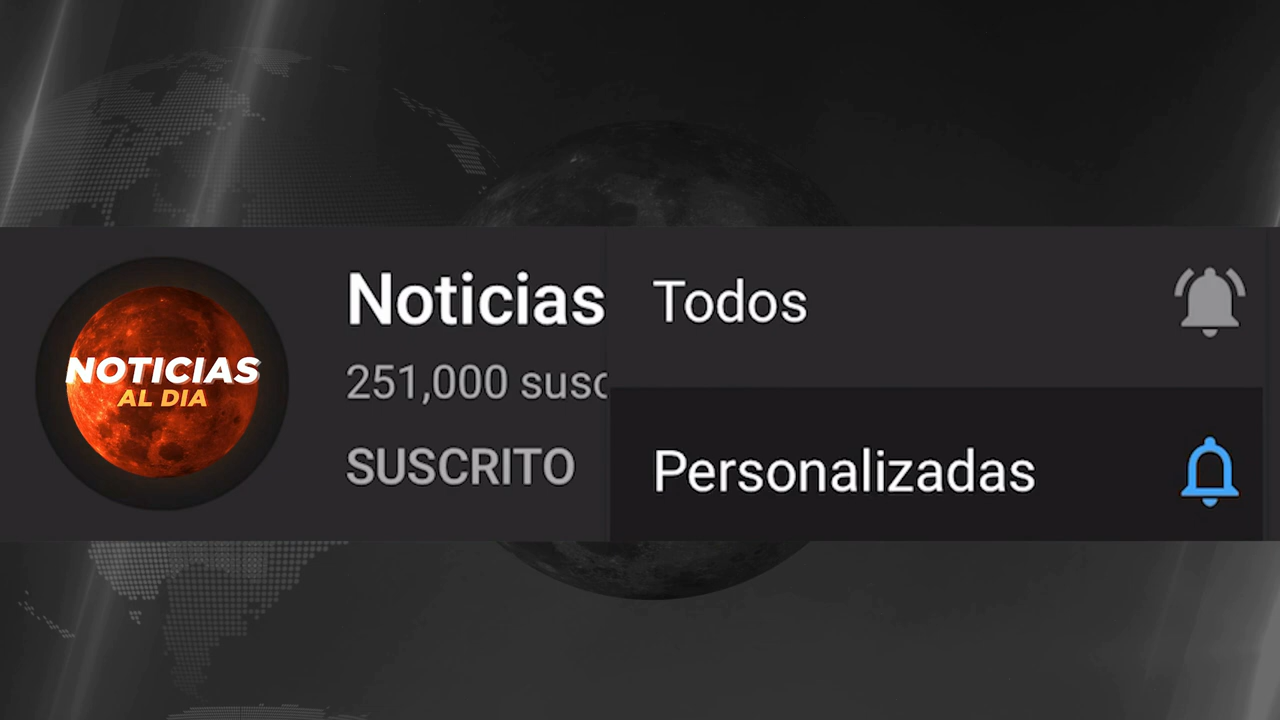 NOTICIAS
AL DIA
Noticias
251,000 susc
SUSCRITO
Todos
Personalizadas